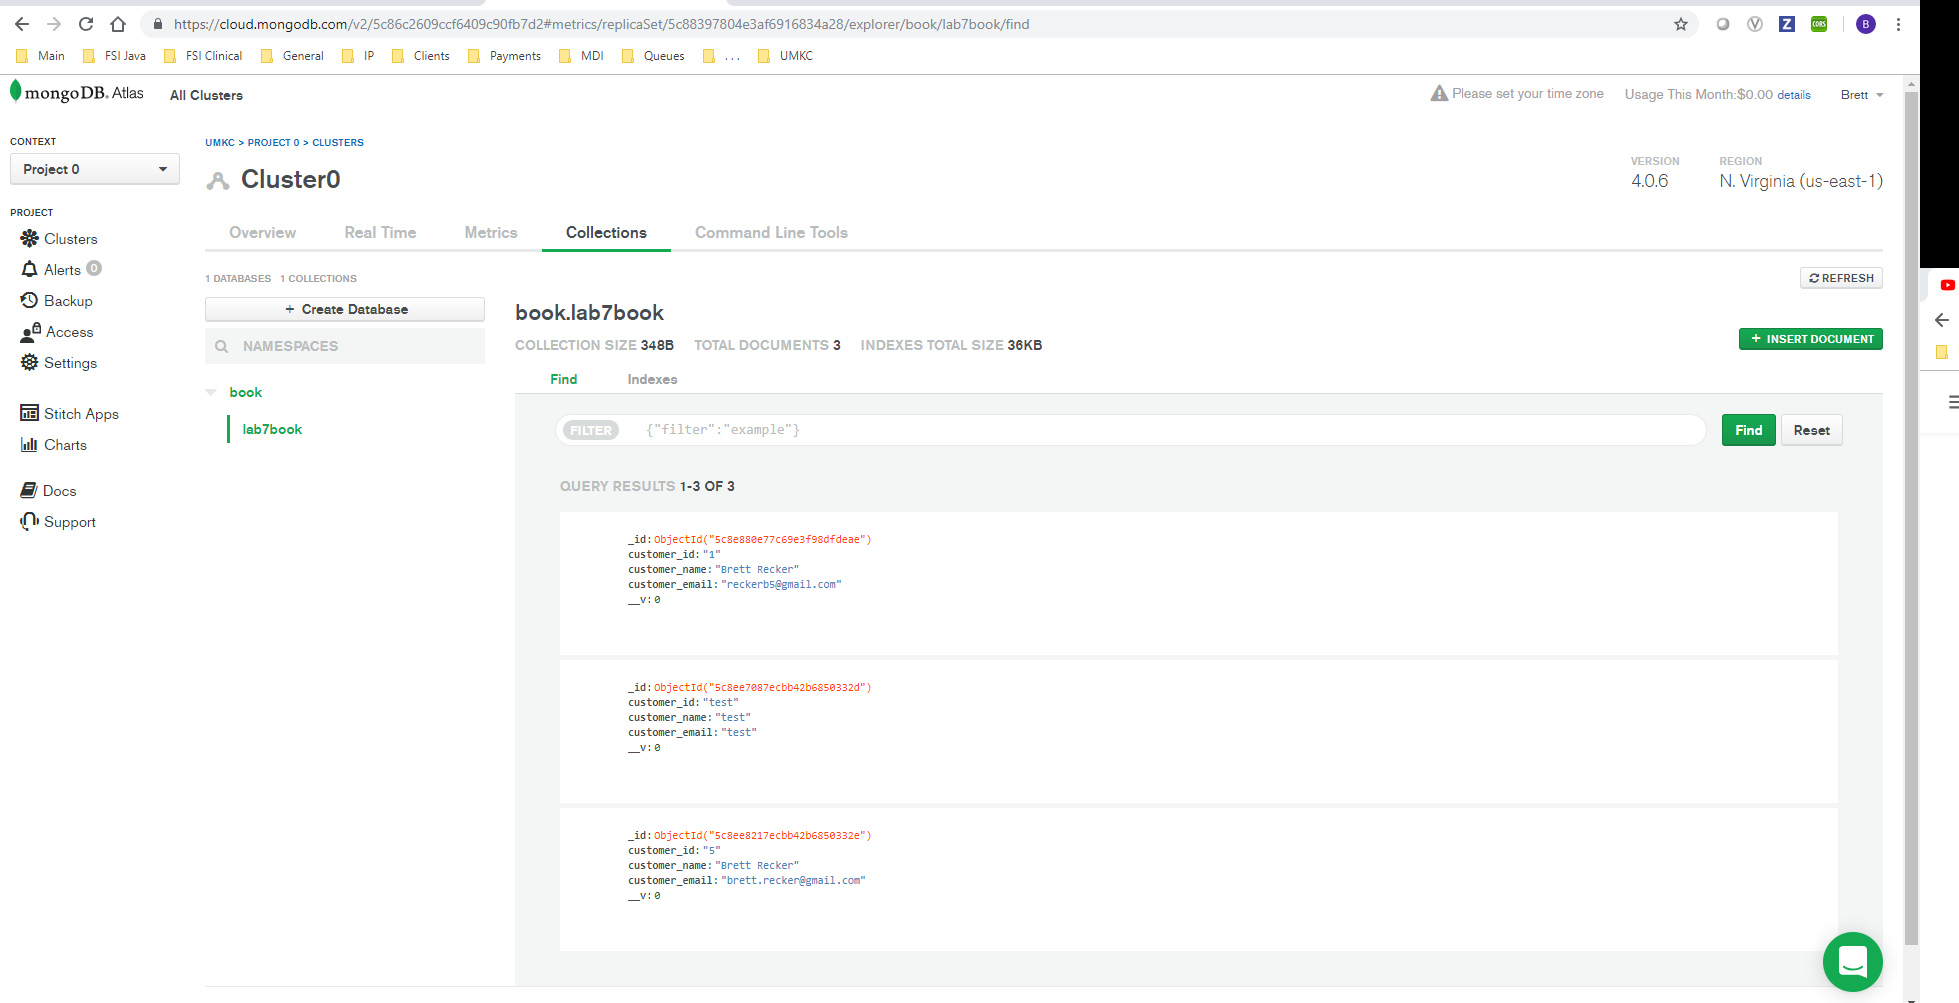 https://cloud.mongodb.com/v2/5c86c2609ccf6409c90fb7d2#metrics/replicaSet/5c88397804e3af6916834a28/explorer/book/lab7book/find
CORS
B
Main FSI Java FSI Clinical General IP Clients Payments MDI Queues ... UMKC
mongoDB. Atlas All Clusters Please set your time zone Usage This Month:$0.00 details Brett
CONTEXT
Project 0
PROJECT
Clusters
Alerts 0
Backup
Access
Settings
Stitch Apps
Charts
Docs
Support
UMKC > PROJECT 0 > CLUSTERS
Cluster0
VERSION
4.0.6
REGION
N. Virginia (us-east-1)
Overview Real Time Metrics Collections Command Line Tools
1 DATABASES 1 COLLECTIONS
REFRESH
+ Create Database
NAMESPACES
book
lab7book
book.lab7book
COLLECTION SIZE 348B TOTAL DOCUMENTS 3 INDEXES TOTAL SIZE 36KB
+ INSERT DOCUMENT
Find Indexes
FILTER {"filter":"example"}
Find Reset
QUERY RESULTS 1-3 OF 3
_id:ObjectId("5c8e880e77c69e3f98dfdeae")
customer_id:"1"
customer_name:"Brett Recker"
customer_email:"reckerb5@gmail.com"
__v:0
_id:ObjectId("5c8ee7087ecbb42b6850332d")
customer_id:"test"
customer_name:"test"
customer_email:"test"
__v:0
_id:ObjectId("5c8ee8217ecbb42b6850332e")
customer_id:"5"
customer_name:"Brett Recker"
customer_email:"brett.recker@gmail.com"
__v:0